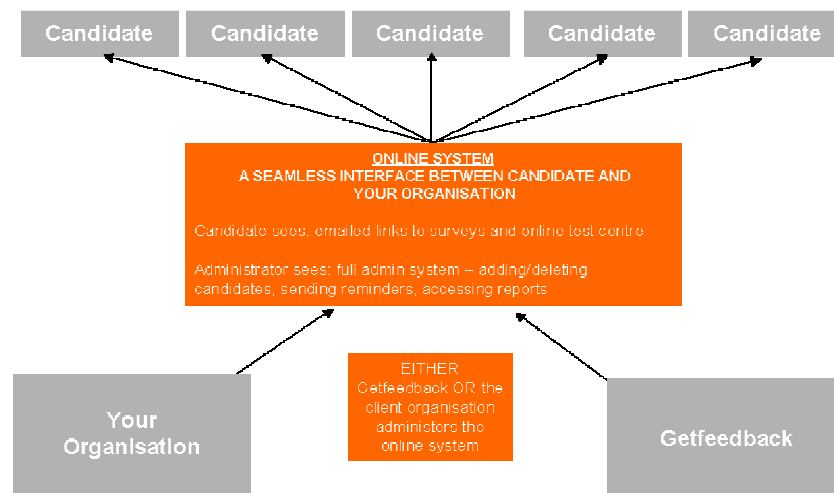 Candidate
Candidate
Candidate
Candidate
Candidate
ONLINE SYSTEM
A SEAMLESS INTERFACE BETWEEN CANDIDATE AND
YOUR ORGANISATION
Candidate sees: emailed links to surveys and online test centre
Administrator sees: full admin system – adding/deleting
candidates, sending reminders, accessing reports
EITHER
Getfeedback OR the
client organisation
administers the
online system
Your
Organisation
Getfeedback